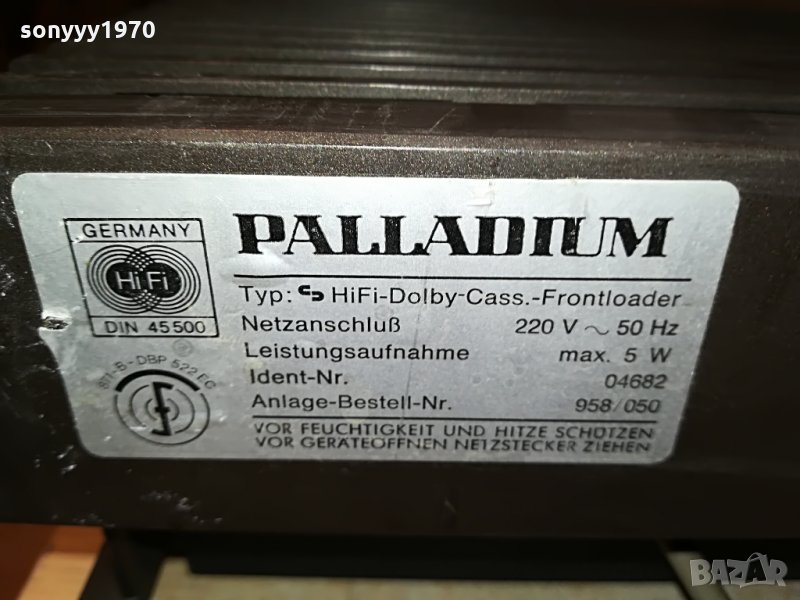 sonyyy1970
GERMANY
HiFi
DIN 45500
PALLADIUM
Typ: HiFi-Dolby-Cass.-Frontloader
Netzanschluß 220 V ~ 50 Hz
Leistungsaufnahme max. 5 W
Ident-Nr. 04682
Anlage-Bestell-Nr. 958/050
VOR FEUCHTIGKEIT UND HITZE SCHÜTZEN
VOR GERÄTEÖFFNEN NETZSTECKER ZIEHEN
BAZAR